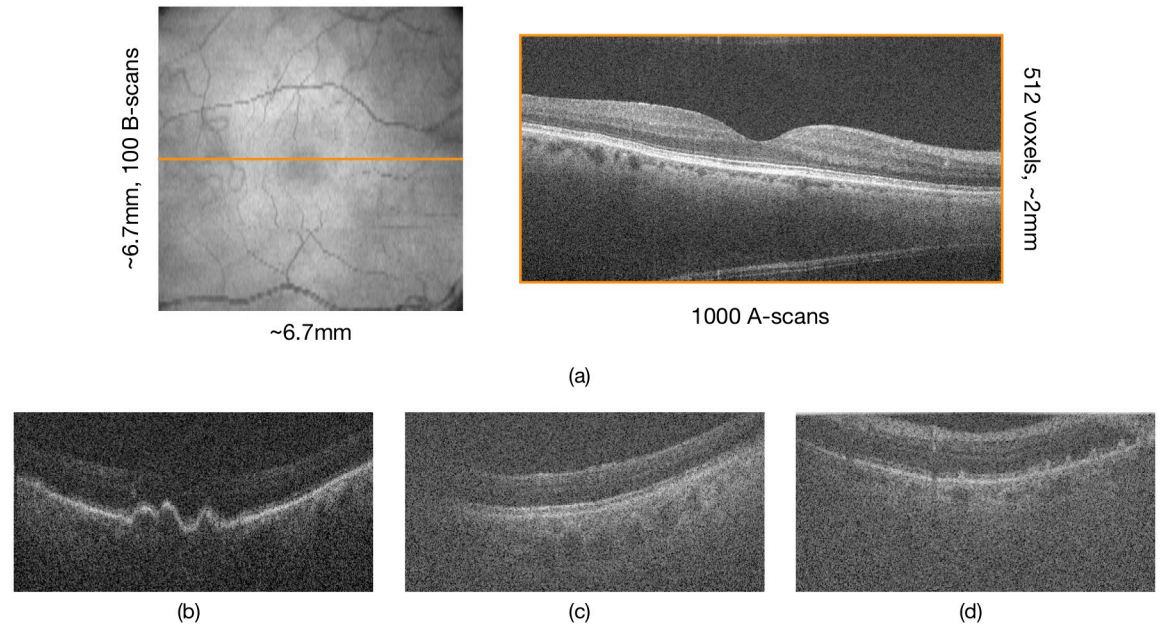 ~6.7mm, 100 B-scans
~6.7mm
512 voxels, ~2mm
1000 A-scans
(a)
(b)
(c)
(d)